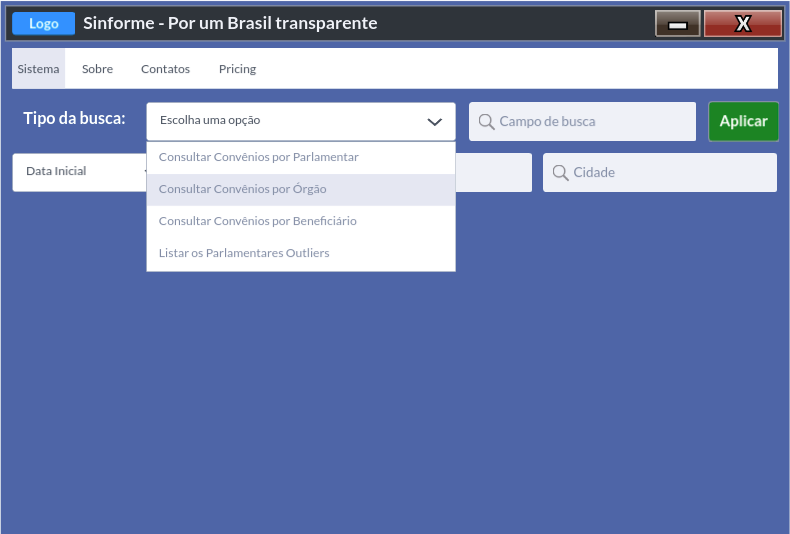 Logo Sinforme - Por um Brasil transparente X
Sistema Sobre Contatos Pricing
Tipo da busca: Escolha uma opção Campo de busca Aplicar
Consultar Convênios por Parlamentar
Data Inicial Cidade
Consultar Convênios por Órgão
Consultar Convênios por Beneficiário
Listar os Parlamentares Outliers